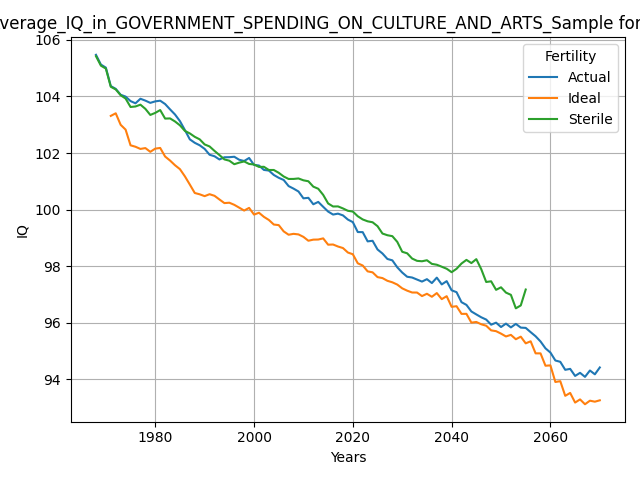 verage_IQ_in_GOVERNMENT_SPENDING_ON_CULTURE_AND_ARTS_Sample for
106
104
102
100
98
96
94
IQ
1980
2000
2020
2040
2060
Years
Fertility
Actual
Ideal
Sterile